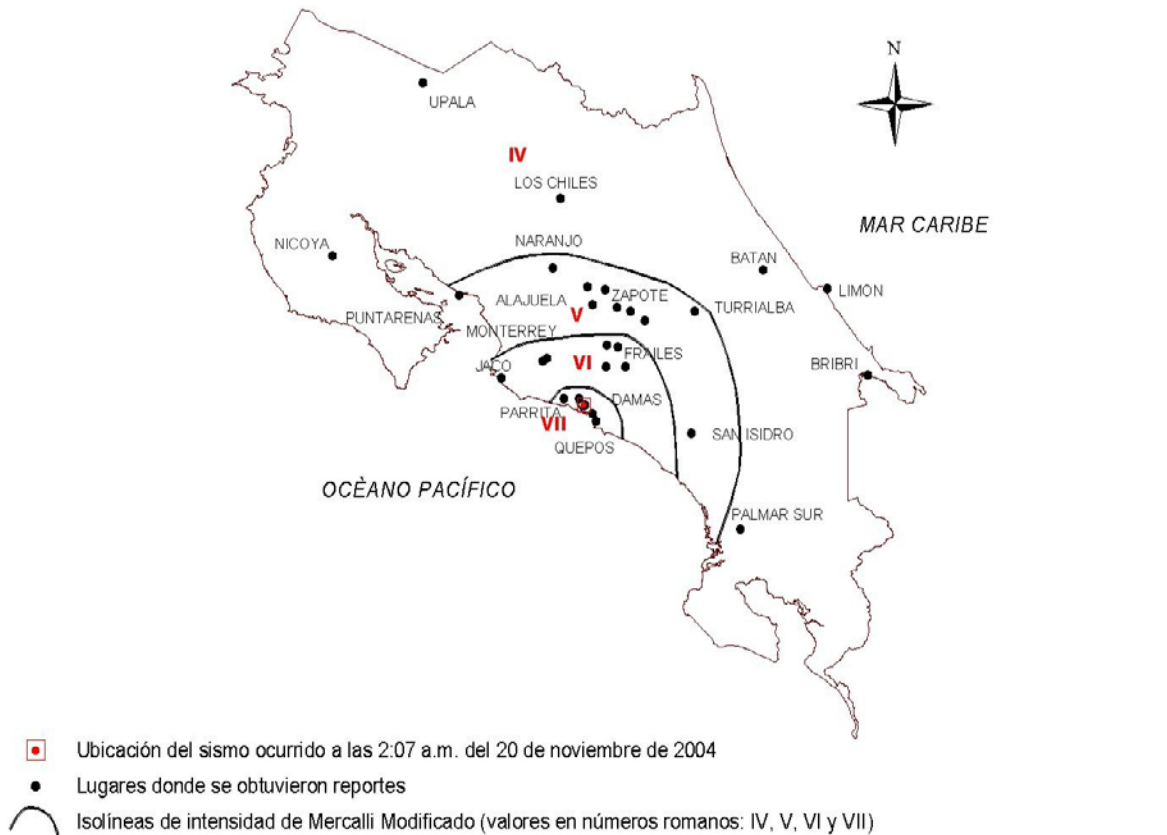 N
UPALA
IV
LOS CHILES
MAR CARIBE
NICOYA
NARANJO
BATAN
LIMON
ALAJUELA
ZAPOTE
TURRIALBA
PUNTARENAS
V
MONTERREY
JACO
VI
FRAILES
BRIBRI
PARRITA
DAMAS
VII
SAN ISIDRO
QUEPOS
OCÈANO PACÍFICO
PALMAR SUR
Ubicación del sismo ocurrido a las 2:07 a.m. del 20 de noviembre de 2004
Lugares donde se obtuvieron reportes
Isolíneas de intensidad de Mercalli Modificado (valores en números romanos: IV, V, VI y VII)